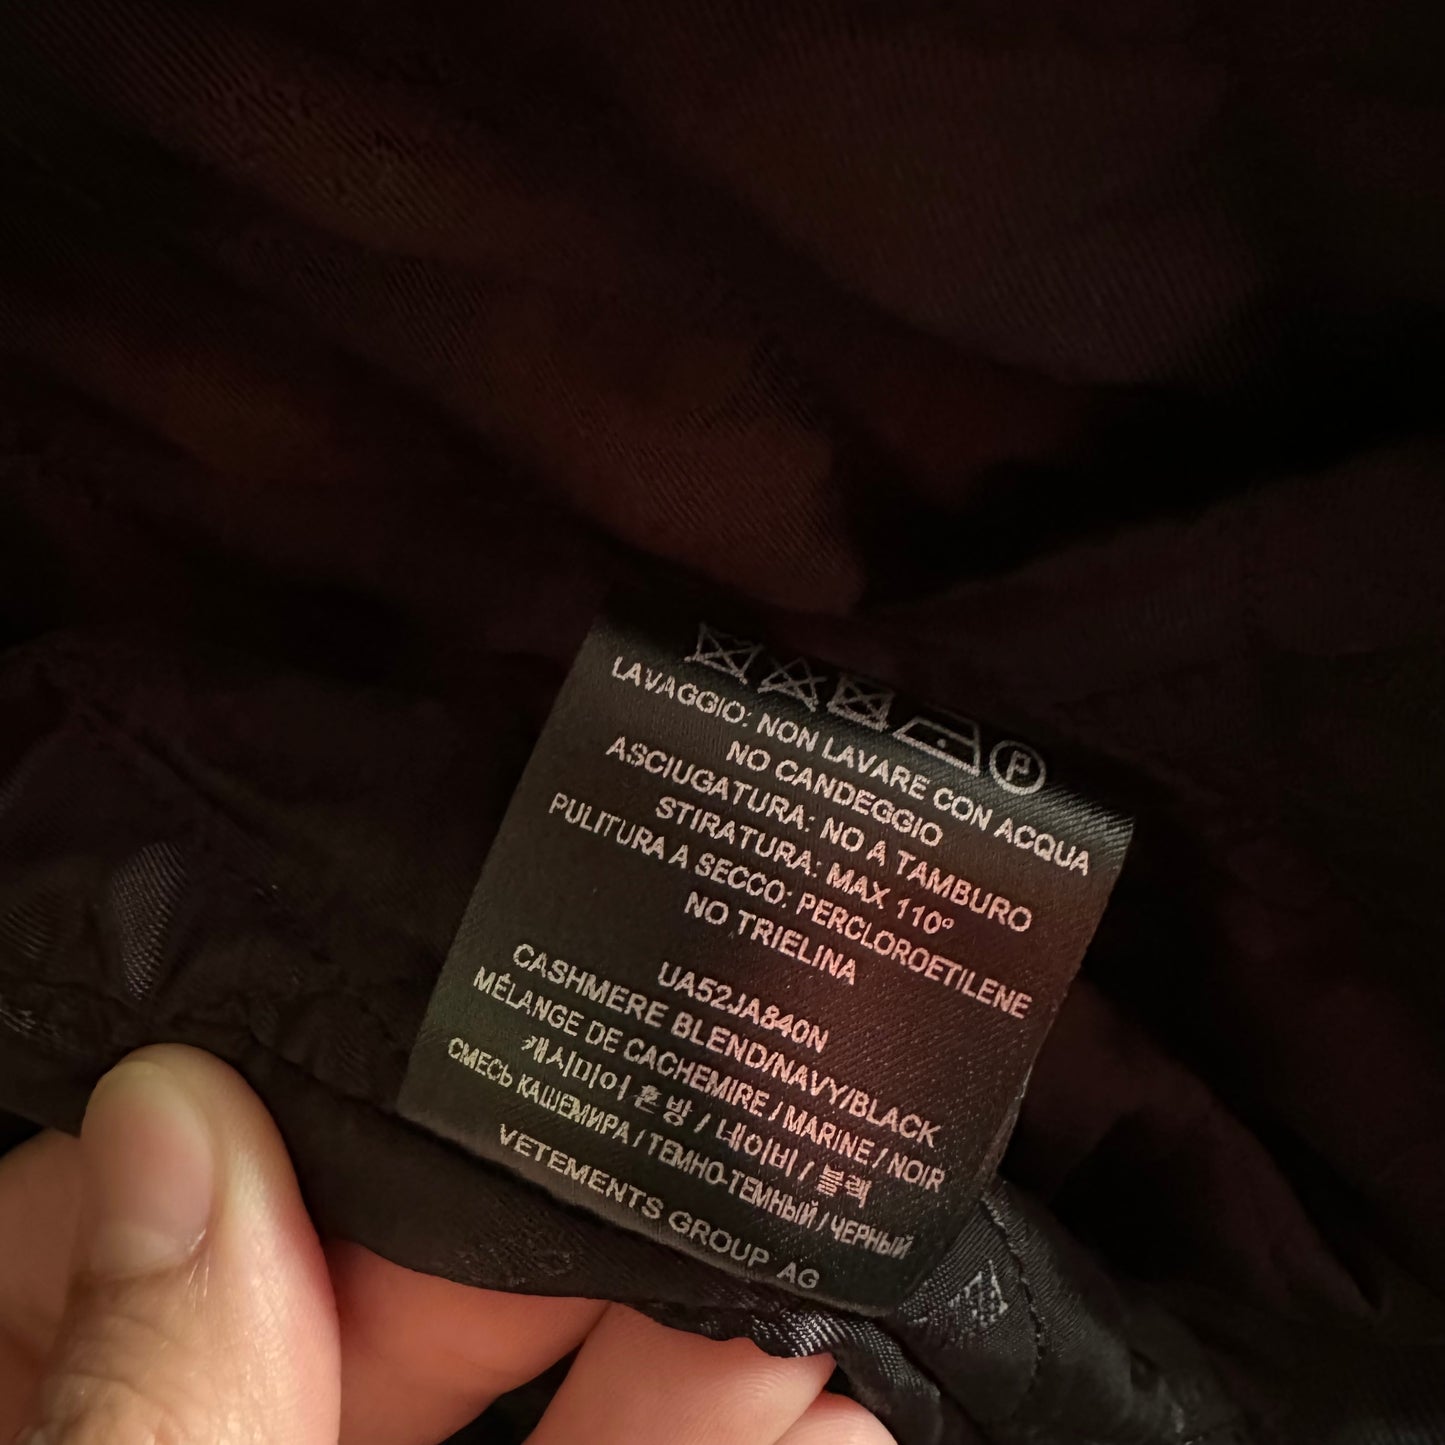 P
LAVAGGIO: NON LAVARE CON ACQUA
NO CANDEGGIO
ASCIUGATURA: NO A TAMBURO
STIRATURA: MAX 110°
PULITURA A SECCO: PERCLOROETILENE
NO TRIELINA
UA52JA840N
CASHMERE BLEND/NAVY/BLACK
MÉLANGE DE CACHEMIRE / MARINE / NOIR
캐시미어 혼방 / 네이비 / 블랙
СМЕСЬ КАШЕМИРА / ТЕМНО-ТЕМНЫЙ / ЧЕРНЫЙ
VETEMENTS GROUP AG